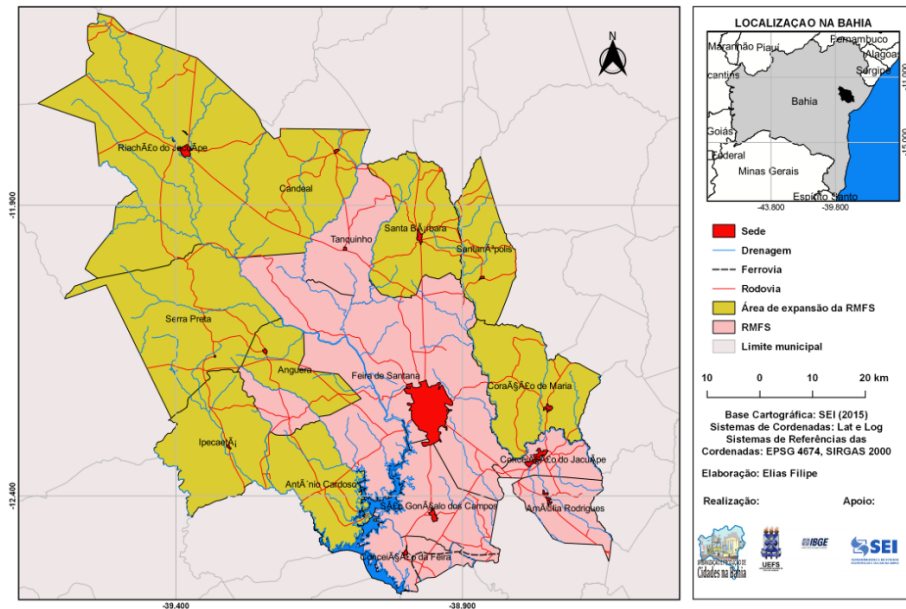 N
-11.900
-12.400
-39.400
-38.900
RiachÃ£o do JacuÃ­pe
Candeal
Tanquinho
Santa BÃ¡rbara
SantanÃ³polis
Serra Preta
Anguera
Feira de Santana
CoraÃ§Ã£o de Maria
IpecaetÃ¡
ConceiÃ§Ã£o do JacuÃ­pe
AntÃ´nio Cardoso
SÃ£o GonÃ§alo dos Campos
AmÃ©lia Rodrigues
ConceiÃ§Ã£o da Feira
LOCALIZAÇAO NA BAHIA
Pernambuco
Maranhão Piauí
Alagoas
Sergipe
cantins
Bahia
Goiás
Federal
Minas Gerais
Espírito Santo
-11.000
-15.000
-43.800
-39.800
Sede
Drenagem
Ferrovia
Rodovia
Área de expansão da RMFS
RMFS
Limite municipal
10 0 10 20 km
Base Cartográfica: SEI (2015)
Sistemas de Cordenadas: Lat e Log
Sistemas de Referências das
Cordenadas: EPSG 4674, SIRGAS 2000
Elaboração: Elias Filipe
Realização: Apoio:
Cidades na Bahia
UEFS
IBGE
SEI